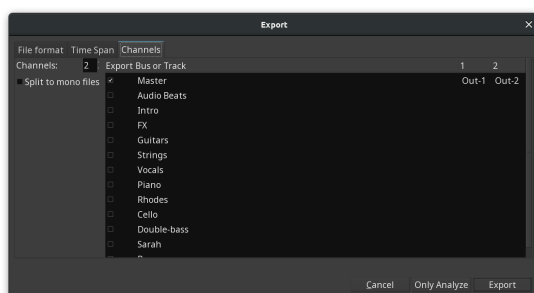 Export
File format Time Span Channels
Channels: 2 Export Bus or Track 1 2
Split to mono files Master Out-1 Out-2
Audio Beats
Intro
FX
Guitars
Strings
Vocals
Piano
Rhodes
Cello
Double-bass
Sarah
Cancel Only Analyze Export